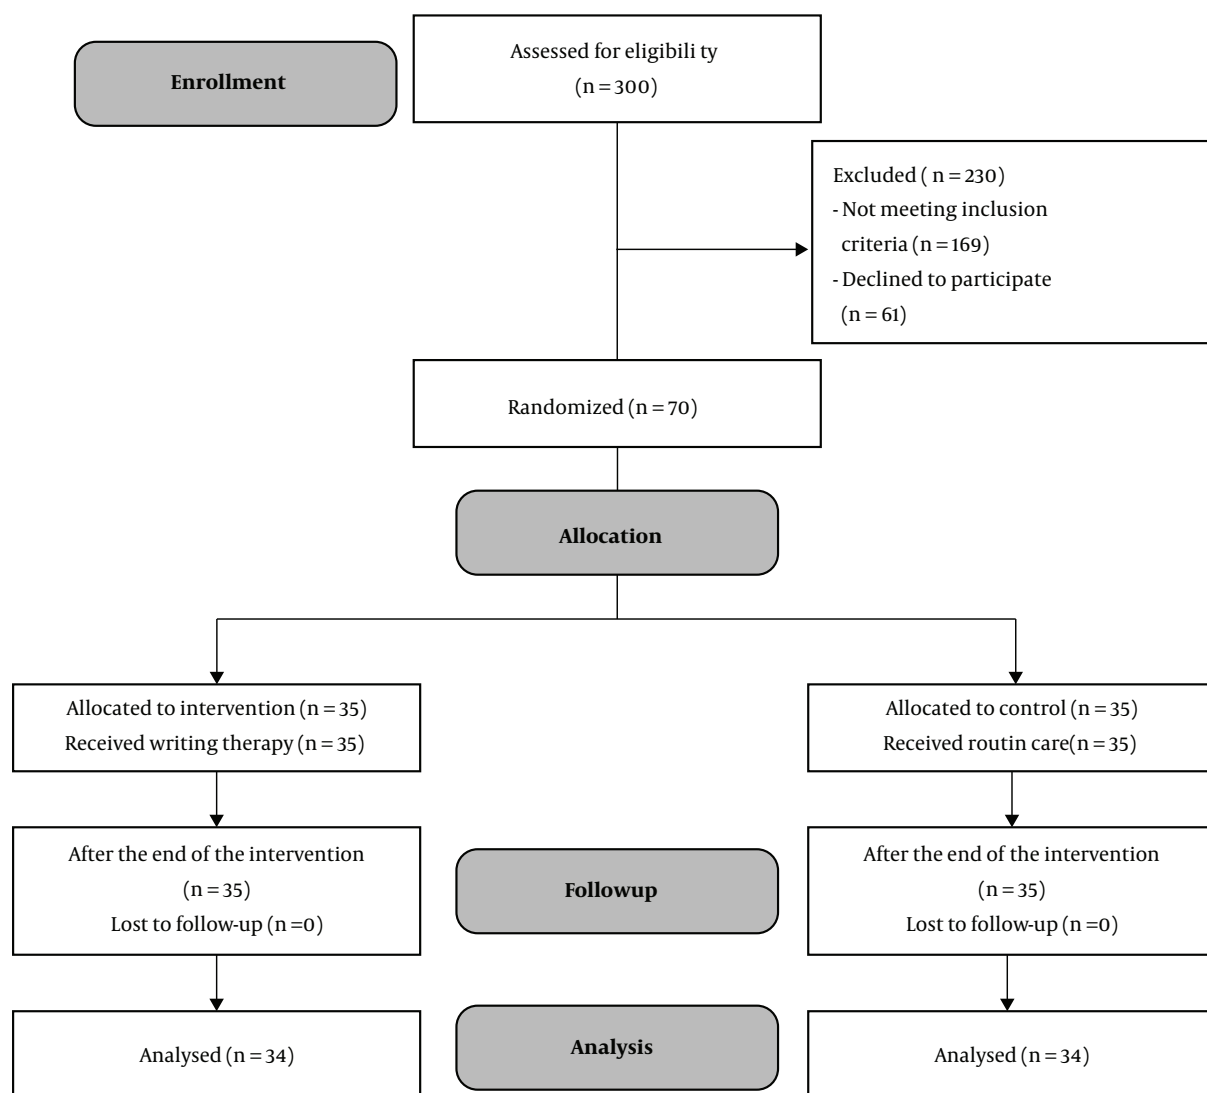 Enrollment
Assessed for eligibili ty
(n = 300)
Excluded ( n = 230)
- Not meeting inclusion
criteria (n = 169)
- Declined to participate
(n = 61)
Randomized (n = 70)
Allocation
Allocated to intervention (n = 35)
Received writing therapy (n = 35)
Allocated to control (n = 35)
Received routin care(n = 35)
After the end of the intervention
(n = 35)
Lost to follow-up (n =0)
Followup
After the end of the intervention
(n = 35)
Lost to follow-up (n =0)
Analysed (n = 34)
Analysis
Analysed (n = 34)